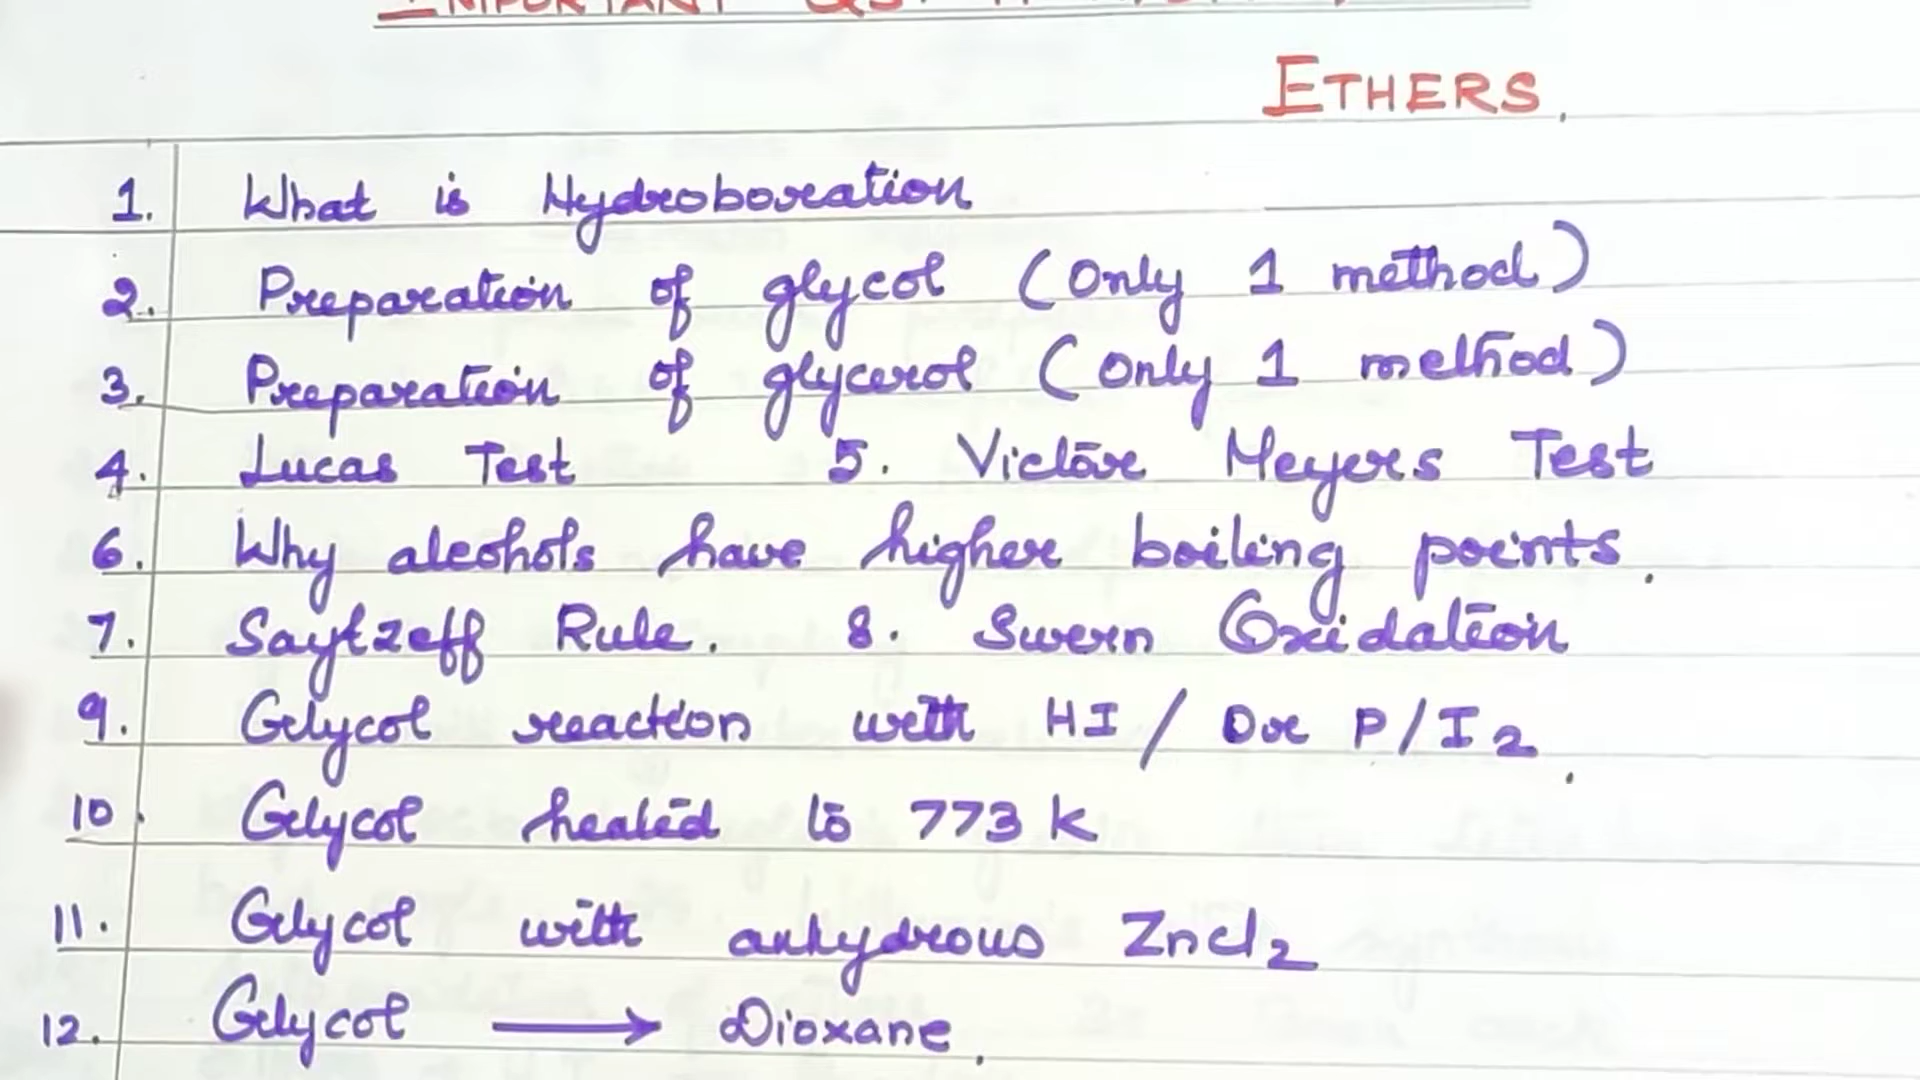 IMPORTANT
ETHERS.
1. What is Hydroboration
2. Preparation of glycol (Only 1 method)
3. Preparation of glycerol (Only 1 method)
4. Lucas Test 5. Victor Meyers Test
6. Why alcohols have higher boiling points.
7. Saytzeff Rule. 8. Swern Oxidation
9. Glycol reaction with HI / Or P/I2.
10. Glycol heated to 773 K
11. Glycol with anhydrous ZnCl2
12. Glycol → Dioxane.